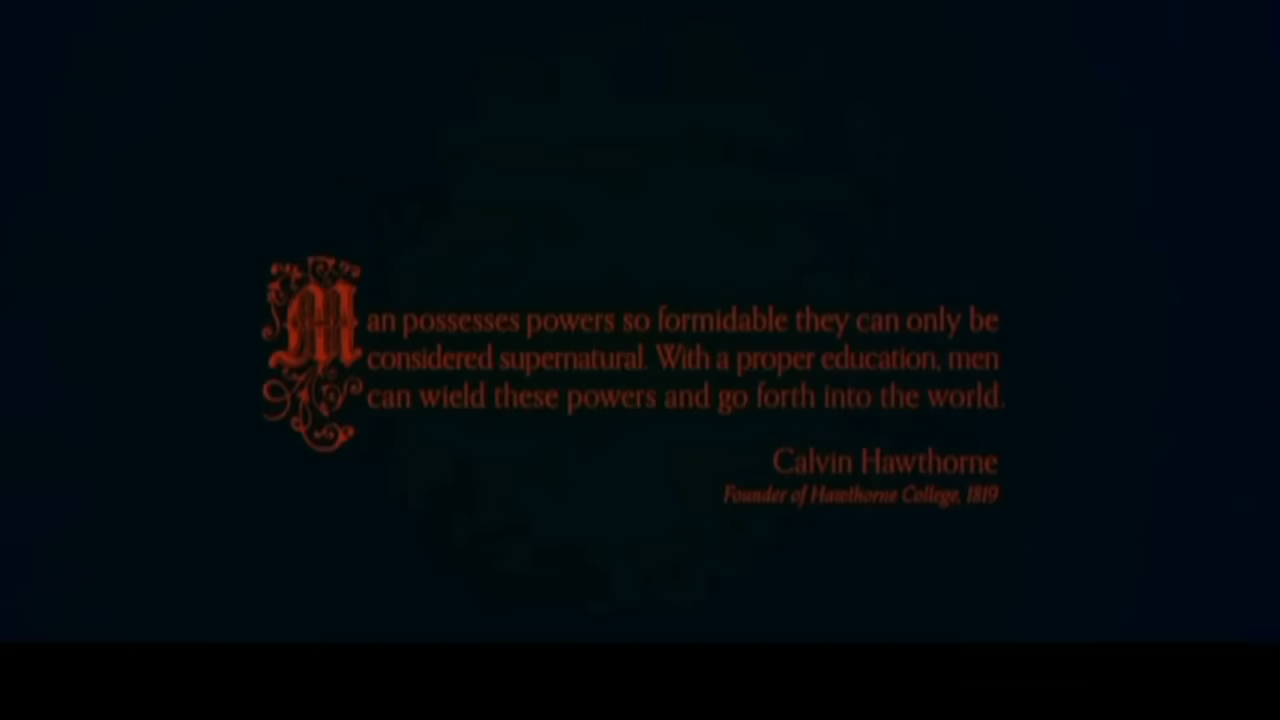 Man possesses powers so formidable they can only be
considered supernatural. With a proper education, men
can wield these powers and go forth into the world.
Calvin Hawthorne
Founder of Hawthorne College, 1819